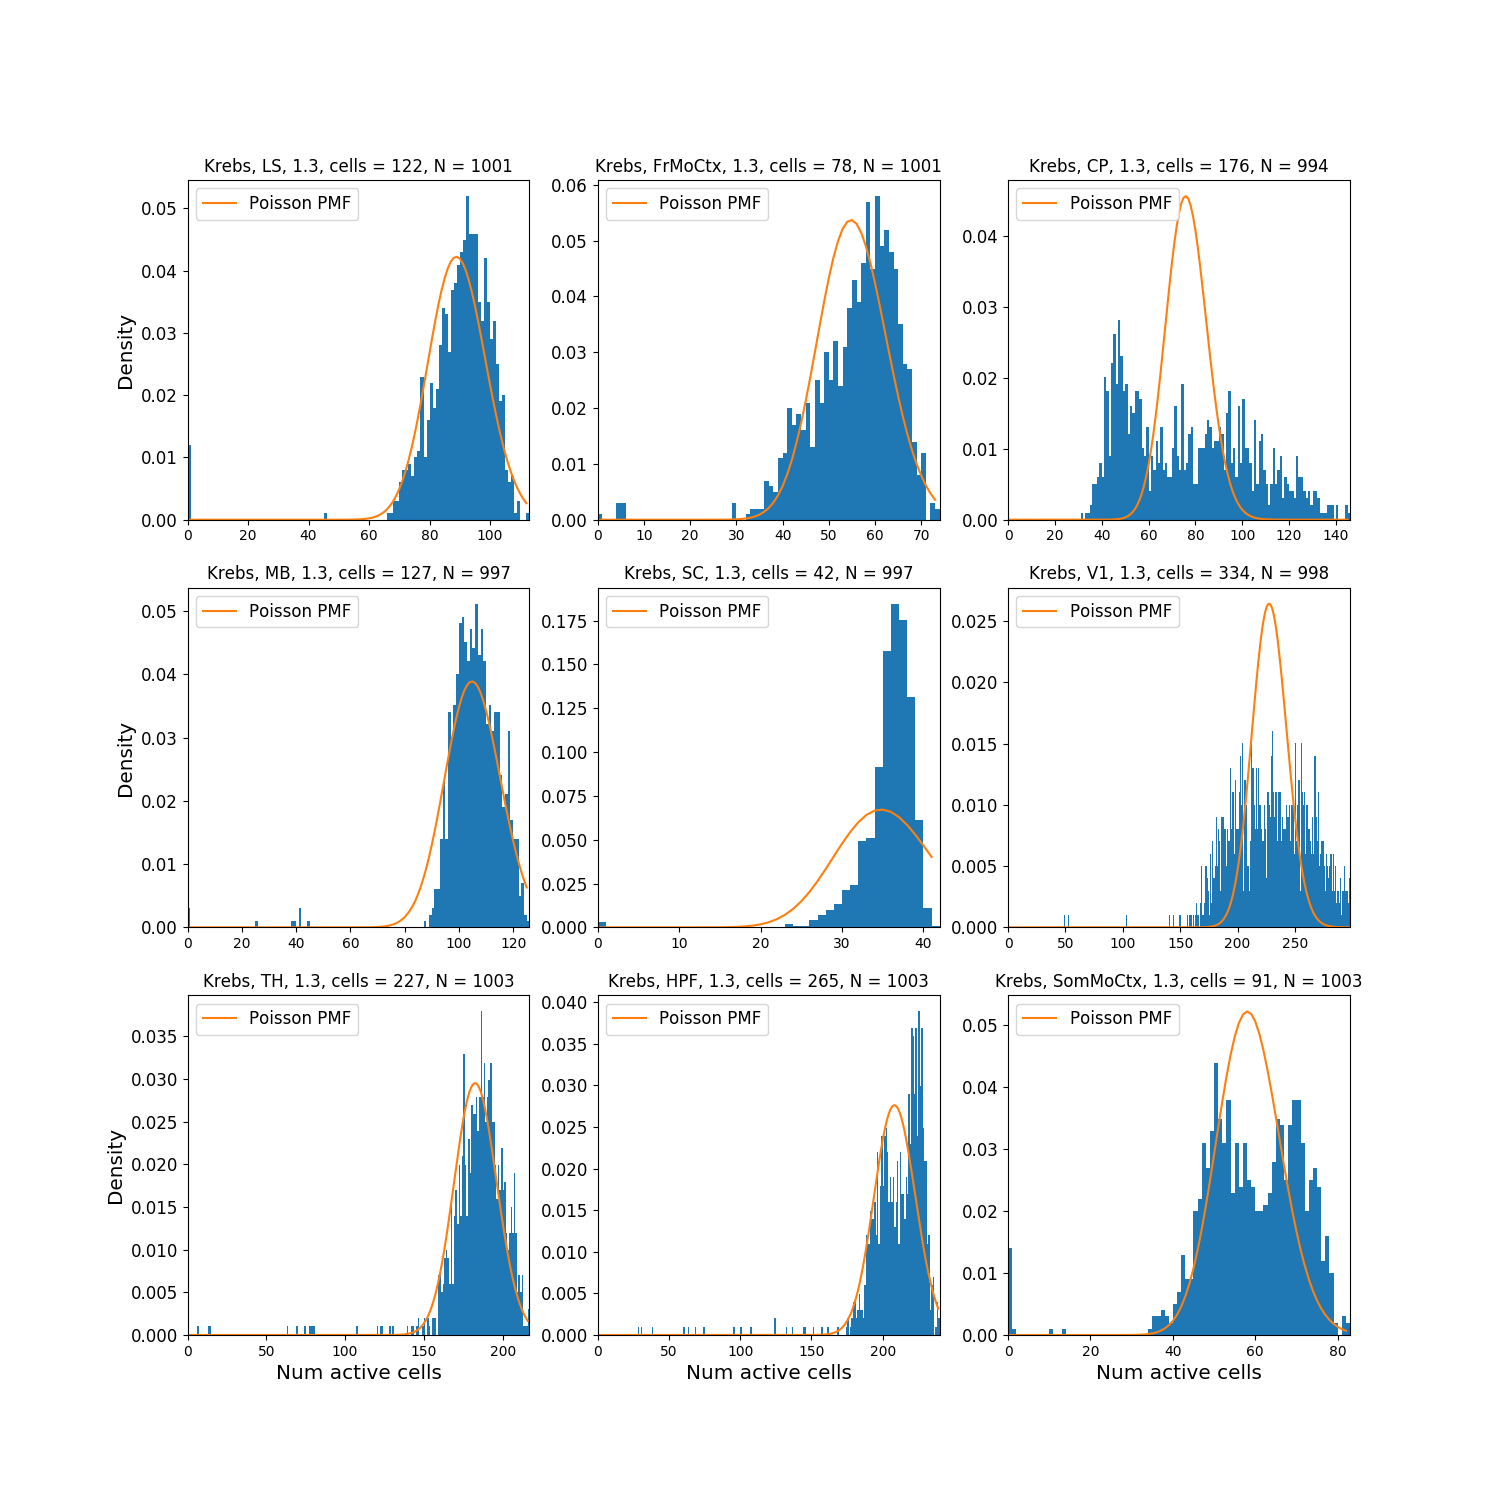 Krebs, LS, 1.3, cells = 122, N = 1001
Krebs, FrMoCtx, 1.3, cells = 78, N = 1001
Krebs, CP, 1.3, cells = 176, N = 994
Poisson PMF
Poisson PMF
Poisson PMF
Density
0.05
0.04
0.03
0.02
0.01
0.00
0 20 40 60 80 100
0.06
0.05
0.04
0.03
0.02
0.01
0.00
0 10 20 30 40 50 60 70
0.04
0.03
0.02
0.01
0.00
0 20 40 60 80 100 120 140
Krebs, MB, 1.3, cells = 127, N = 997
Krebs, SC, 1.3, cells = 42, N = 997
Krebs, V1, 1.3, cells = 334, N = 998
Poisson PMF
Poisson PMF
Poisson PMF
Density
0.05
0.04
0.03
0.02
0.01
0.00
0 20 40 60 80 100 120
0.175
0.150
0.125
0.100
0.075
0.050
0.025
0.000
0 10 20 30 40
0.025
0.020
0.015
0.010
0.005
0.000
0 50 100 150 200 250
Krebs, TH, 1.3, cells = 227, N = 1003
Krebs, HPF, 1.3, cells = 265, N = 1003
Krebs, SomMoCtx, 1.3, cells = 91, N = 1003
Poisson PMF
Poisson PMF
Poisson PMF
Density
0.035
0.030
0.025
0.020
0.015
0.010
0.005
0.000
0 50 100 150 200
Num active cells
0.040
0.035
0.030
0.025
0.020
0.015
0.010
0.005
0.000
0 50 100 150 200
Num active cells
0.05
0.04
0.03
0.02
0.01
0.00
0 20 40 60 80
Num active cells